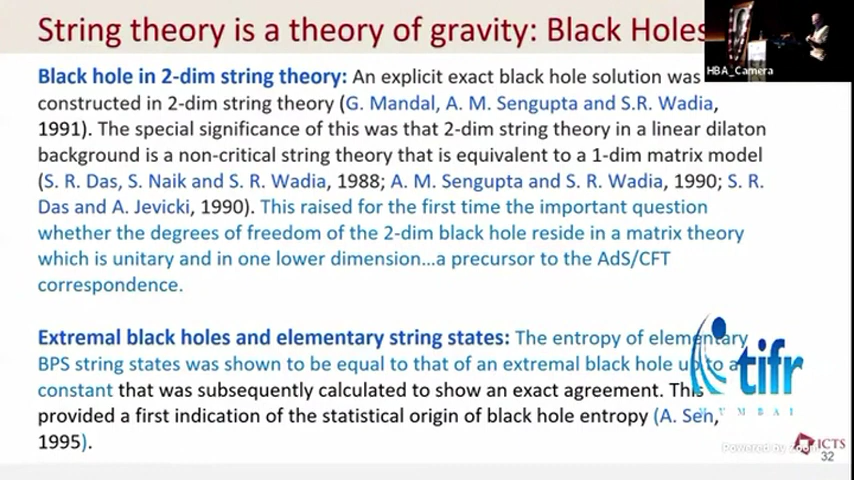 String theory is a theory of gravity: Black Holes
HBA_Camera
Black hole in 2-dim string theory: An explicit exact black hole solution was
constructed in 2-dim string theory (G. Mandal, A. M. Sengupta and S.R. Wadia,
1991). The special significance of this was that 2-dim string theory in a linear dilaton
background is a non-critical string theory that is equivalent to a 1-dim matrix model
(S. R. Das, S. Naik and S. R. Wadia, 1988; A. M. Sengupta and S. R. Wadia, 1990; S. R.
Das and A. Jevicki, 1990). This raised for the first time the important question
whether the degrees of freedom of the 2-dim black hole reside in a matrix theory
which is unitary and in one lower dimension…a precursor to the AdS/CFT
correspondence.
Extremal black holes and elementary string states: The entropy of elementary
BPS string states was shown to be equal to that of an extremal black hole up to a
constant that was subsequently calculated to show an exact agreement. This
provided a first indication of the statistical origin of black hole entropy (A. Sen,
1995).
tifr
MUMBAI
Powered by Zoom
ICTS
32